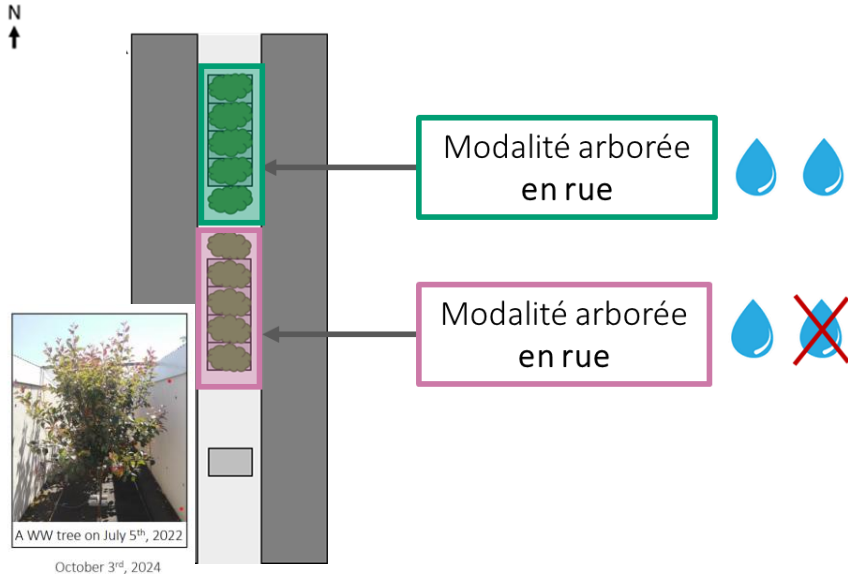 N
Modalité arborée
en rue
Modalité arborée
en rue
A WW tree on July 5th, 2022
October 3rd, 2024